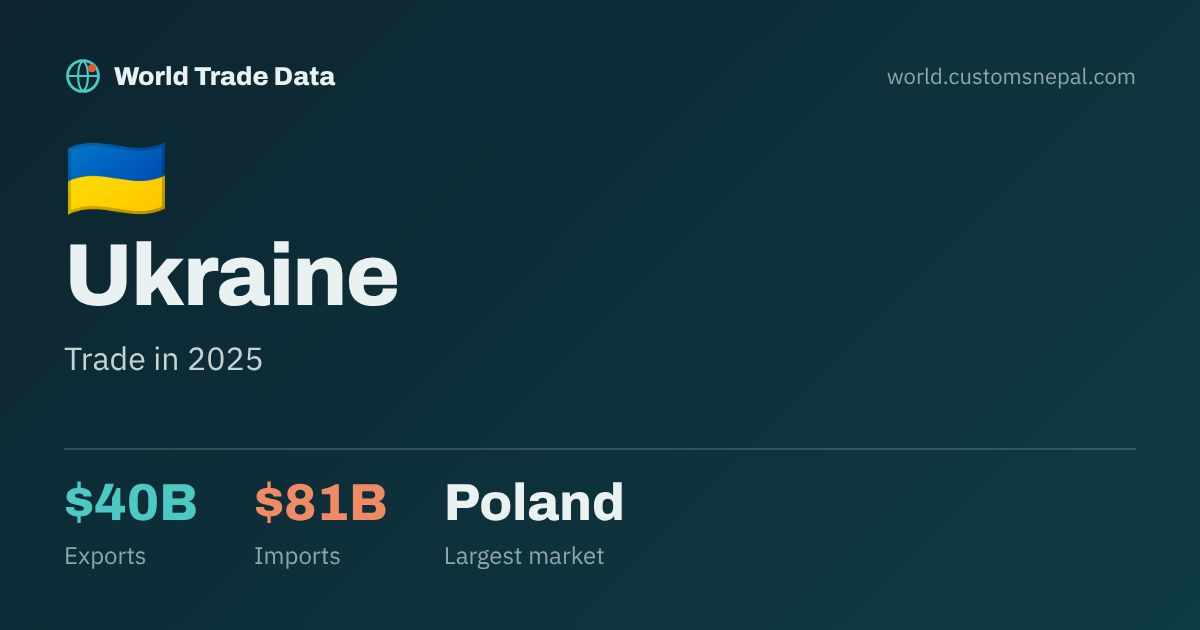 World Trade Data
world.customsnepal.com
Ukraine
Trade in 2025
$40B $81B Poland
Exports Imports Largest market